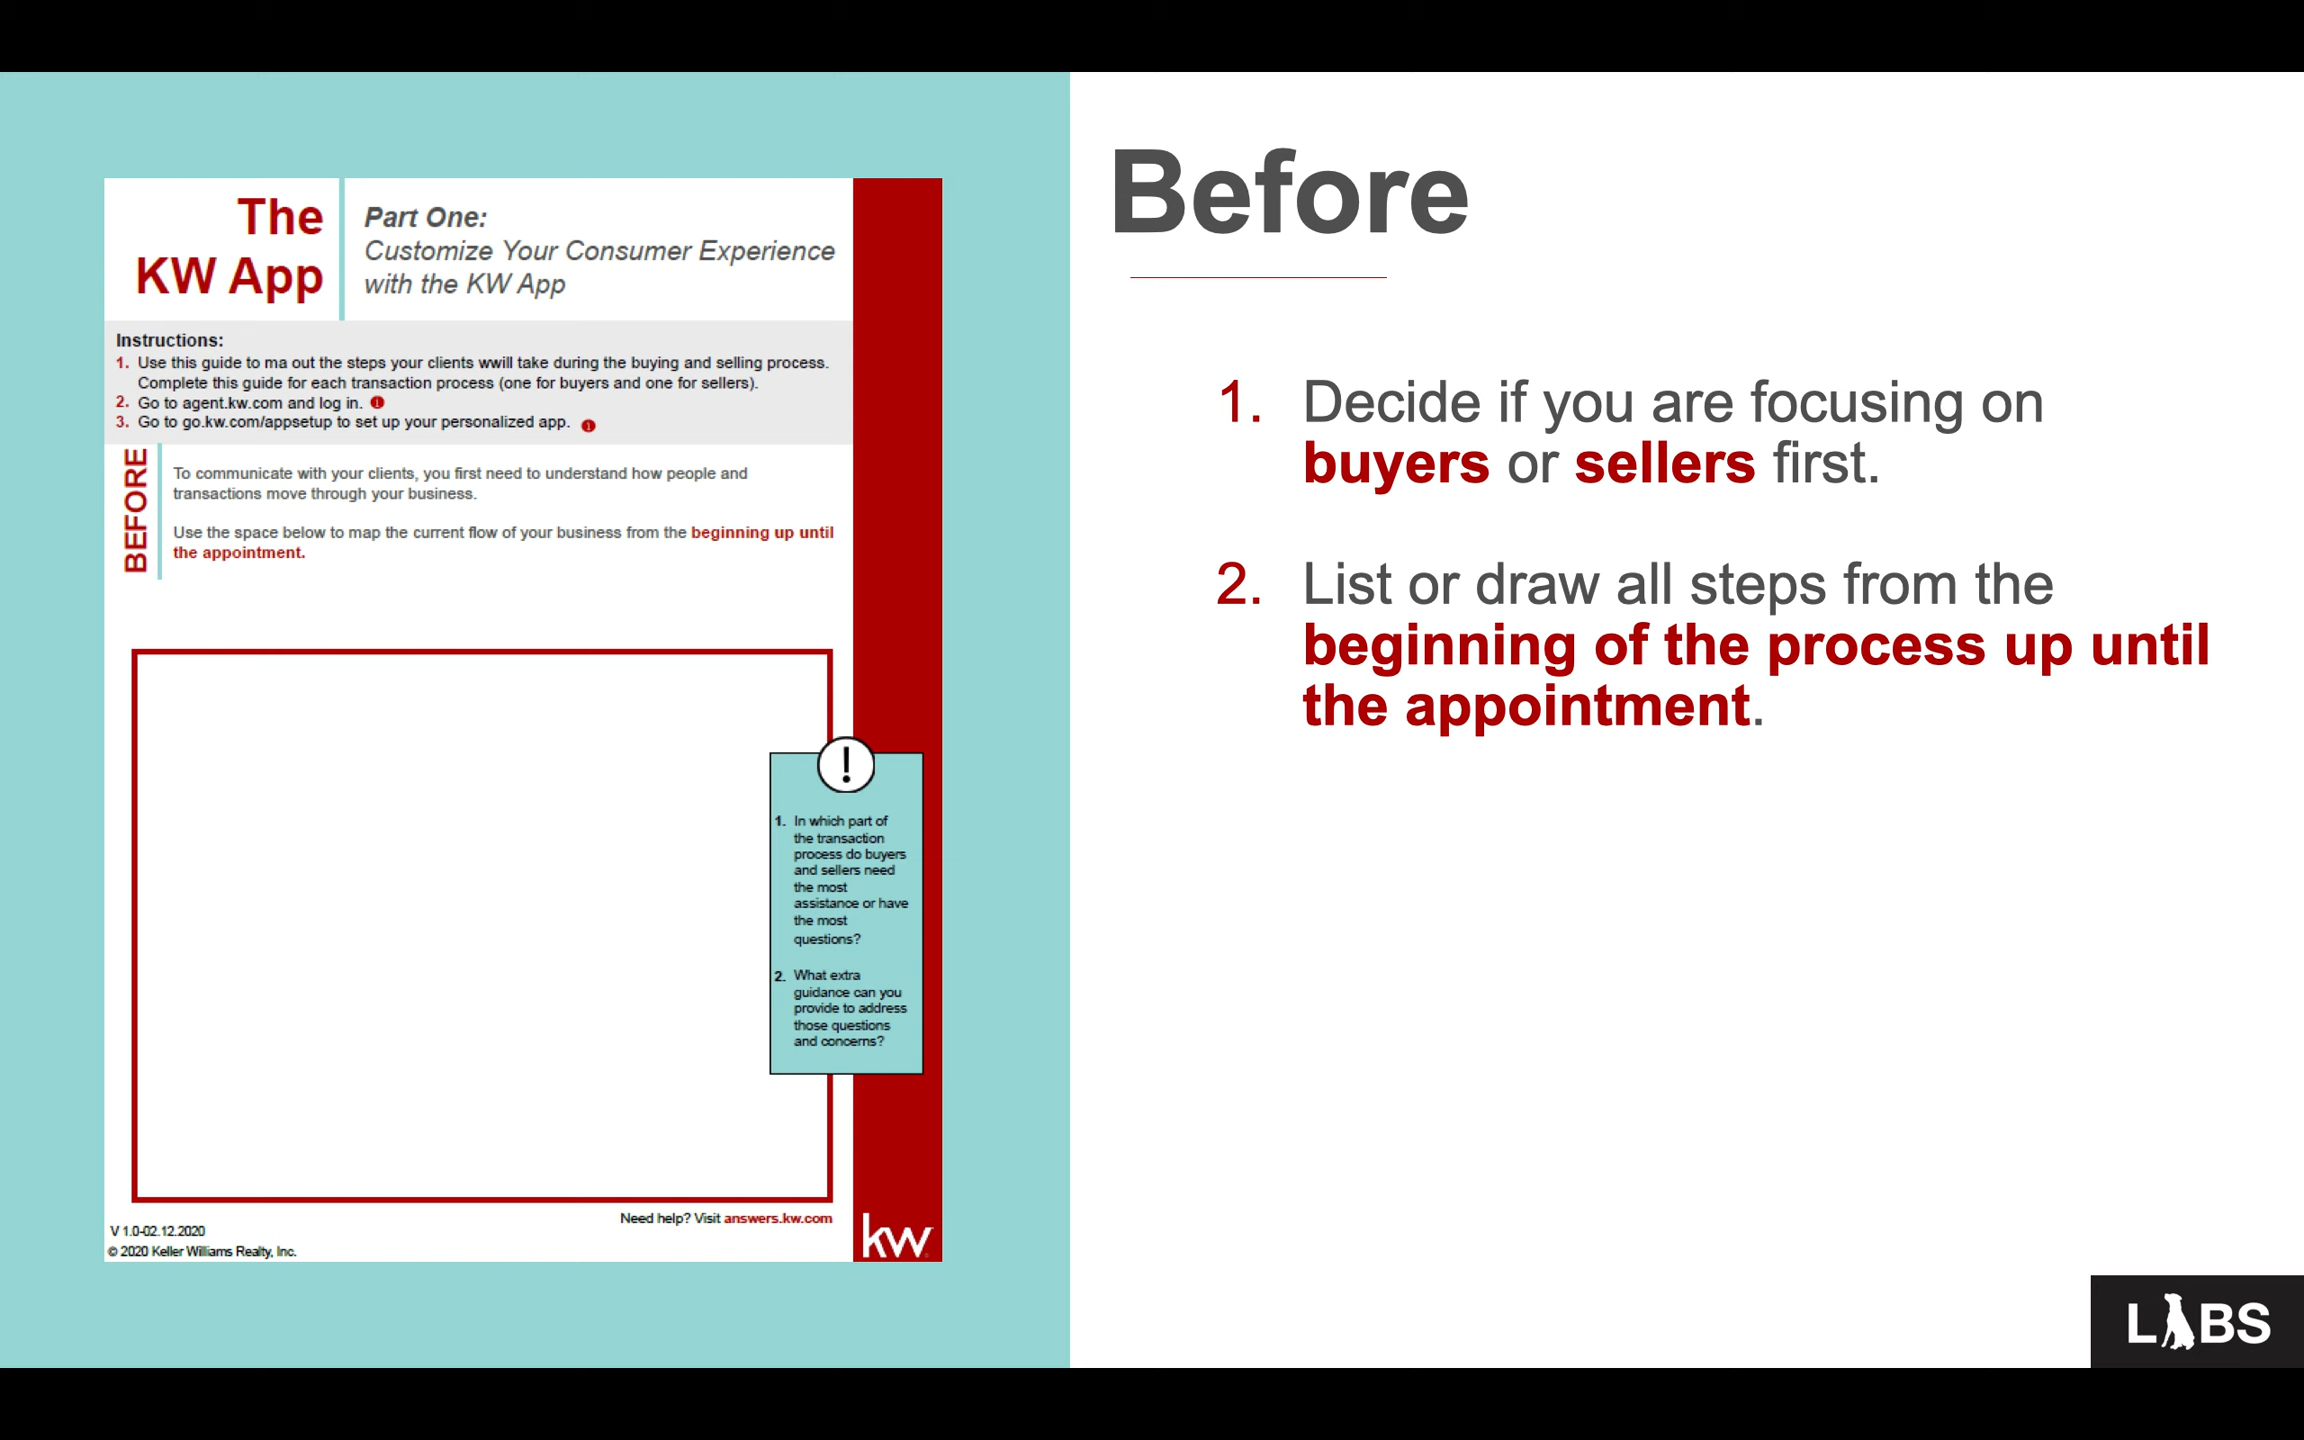 The
KW App
Part One:
Customize Your Consumer Experience
with the KW App
Instructions:
1. Use this guide to ma out the steps your clients wwill take during the buying and selling process.
Complete this guide for each transaction process (one for buyers and one for sellers).
2. Go to agent.kw.com and log in.
3. Go to go.kw.com/appsetup to set up your personalized app.
BEFORE
To communicate with your clients, you first need to understand how people and
transactions move through your business.
Use the space below to map the current flow of your business from the beginning up until
the appointment.
!
1. In which part of
the transaction
process do buyers
and sellers need
the most
assistance or have
the most
questions?
2. What extra
guidance can you
provide to address
those questions
and concerns?
Need help? Visit answers.kw.com
V 1.0-02.12.2020
© 2020 Keller Williams Realty, Inc.
kw
Before
1. Decide if you are focusing on
buyers or sellers first.
2. List or draw all steps from the
beginning of the process up until
the appointment.
LABS